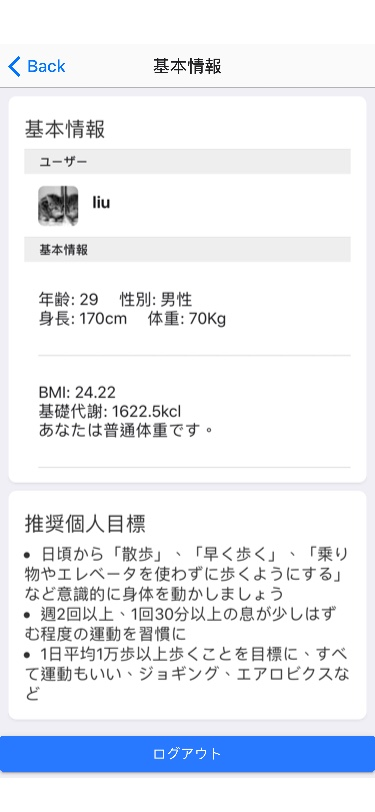 Back
基本情報
基本情報
ユーザー
liu
基本情報
年齢: 29 性別: 男性
身長: 170cm 体重: 70Kg
BMI: 24.22
基礎代謝: 1622.5kcl
あなたは普通体重です。
推奨個人目標
• 日頃から「散歩」、「早く歩く」、「乗り
物やエレベータを使わずに歩くようにする」
など意識的に身体を動かしましょう
• 週2回以上、1回30分以上の息が少しはず
む程度の運動を習慣に
• 1日平均1万歩以上歩くことを目標に、すべ
て運動もいい、ジョギング、エアロビクスな
ど
ログアウト